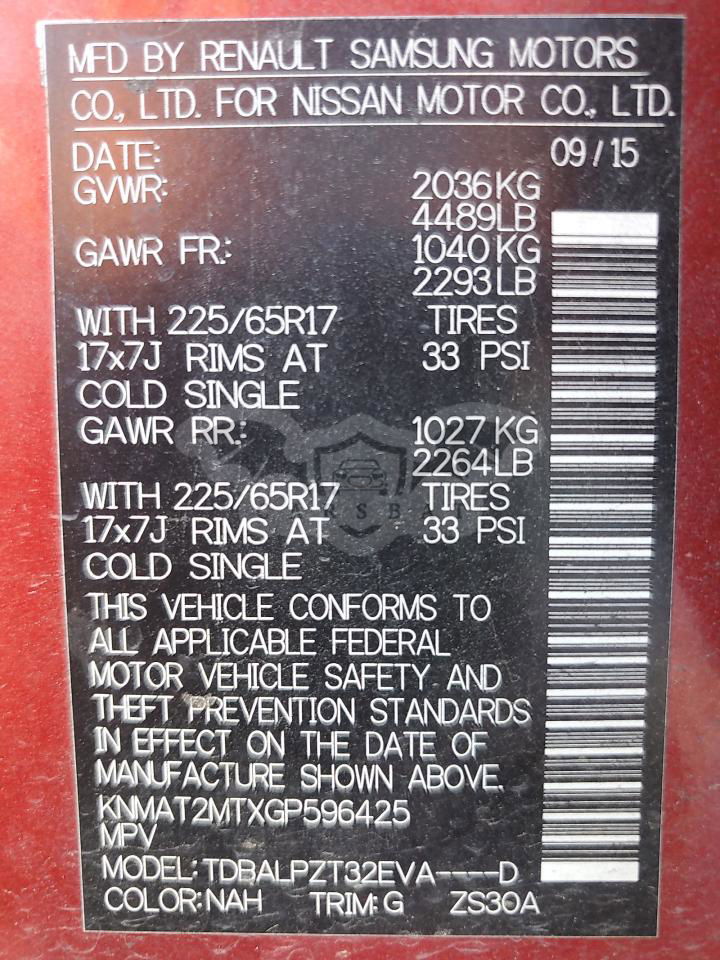 MFD BY RENAULT SAMSUNG MOTORS
CO., LTD. FOR NISSAN MOTOR CO., LTD.
DATE: 09/15
GVWR: 2036KG
4489LB
GAWR FR.: 1040KG
2293LB
WITH 225/65R17 TIRES
17x7J RIMS AT 33 PSI
COLD SINGLE
GAWR RR.: 1027KG
2264LB
WITH 225/65R17 TIRES
17x7J RIMS AT 33 PSI
COLD SINGLE
THIS VEHICLE CONFORMS TO
ALL APPLICABLE FEDERAL
MOTOR VEHICLE SAFETY AND
THEFT PREVENTION STANDARDS
IN EFFECT ON THE DATE OF
MANUFACTURE SHOWN ABOVE.
KNMAT2MTXGP596425
MPV
MODEL: TDBALPZT32EVA----D
COLOR: NAH TRIM: G ZS30A